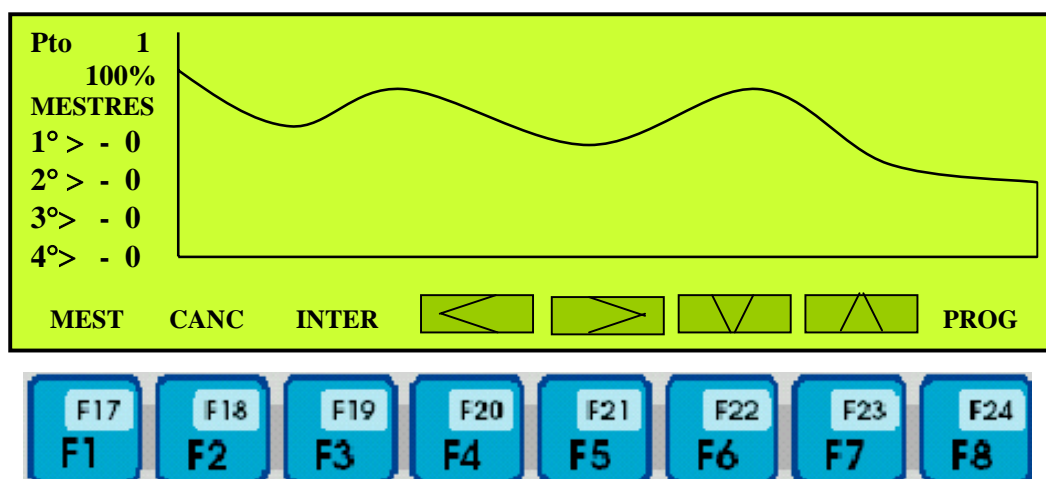 Pto 1
100%
MESTRES
1° > - 0
2° > - 0
3°> - 0
4°> - 0
MEST CANC INTER PROG
F17 F18 F19 F20 F21 F22 F23 F24
F1 F2 F3 F4 F5 F6 F7 F8